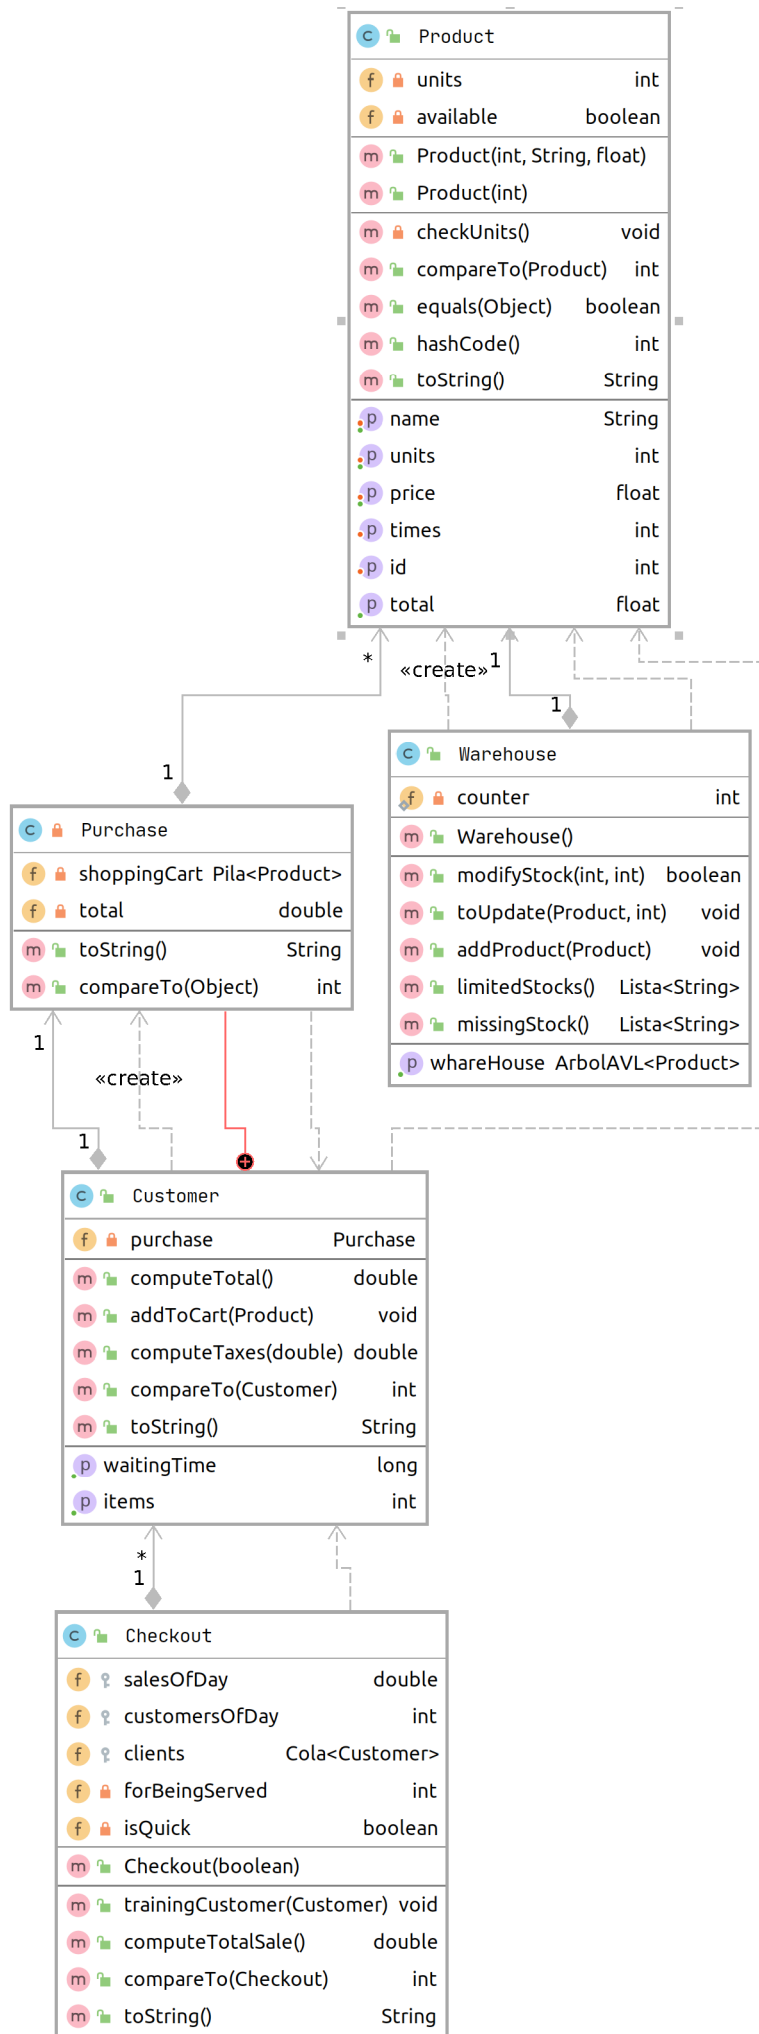 Product
units int
available boolean
Product(int, String, float)
Product(int)
checkUnits() void
compareTo(Product) int
equals(Object) boolean
hashCode() int
toString() String
name String
units int
price float
times int
id int
total float
*
«create»
1
1
1
Warehouse
counter int
Warehouse()
modifyStock(int, int) boolean
toUpdate(Product, int) void
addProduct(Product) void
limitedStocks() Lista<String>
missingStock() Lista<String>
whareHouse ArbolAVL<Product>
Purchase
shoppingCart Pila<Product>
total double
toString() String
compareTo(Object) int
1
«create»
1
Customer
purchase Purchase
computeTotal() double
addToCart(Product) void
computeTaxes(double) double
compareTo(Customer) int
toString() String
waitingTime long
items int
*
1
Checkout
salesOfDay double
customersOfDay int
clients Cola<Customer>
forBeingServed int
isQuick boolean
Checkout(boolean)
trainingCustomer(Customer) void
computeTotalSale() double
compareTo(Checkout) int
toString() String